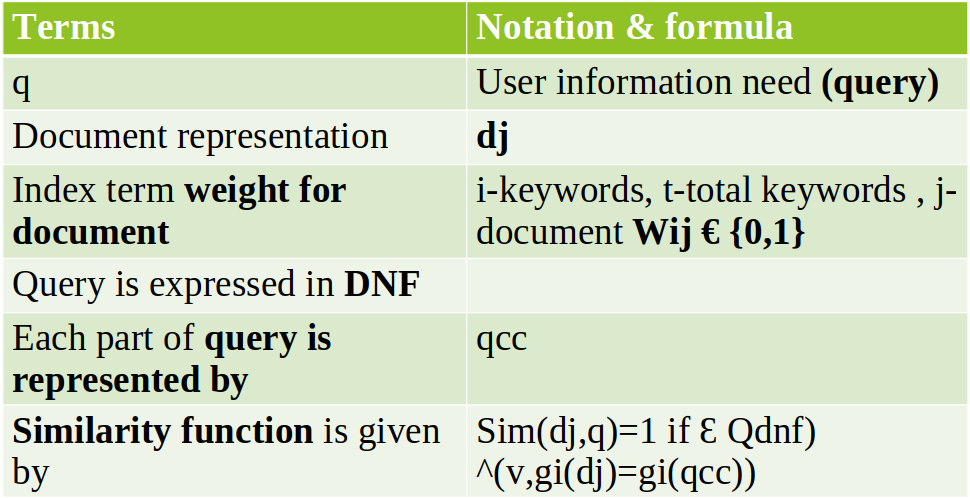 Terms
Notation & formula
q
User information need (query)
Document representation
dj
Index term weight for
document
i-keywords, t-total keywords , j-
document Wij € {0,1}
Query is expressed in DNF
Each part of query is
represented by
qcc
Similarity function is given
by
Sim(dj,q)=1 if Ɛ Qdnf)
^(v,gi(dj)=gi(qcc))